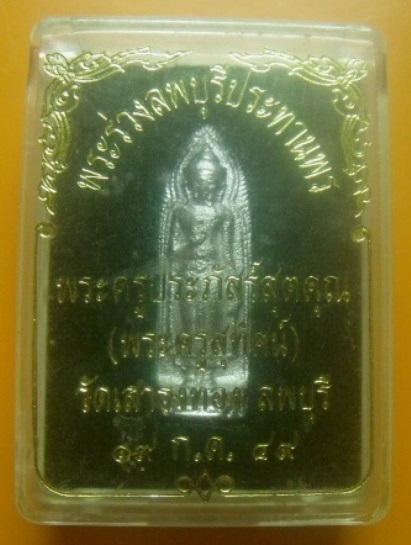 พระร่วงลพบุรีประทานพร
พระครูประภัสร์สุตคุณ
(พระครูสุทัศน์)
วัดเสาธงทอง ลพบุรี
๑๙ ก.ค. ๔๙